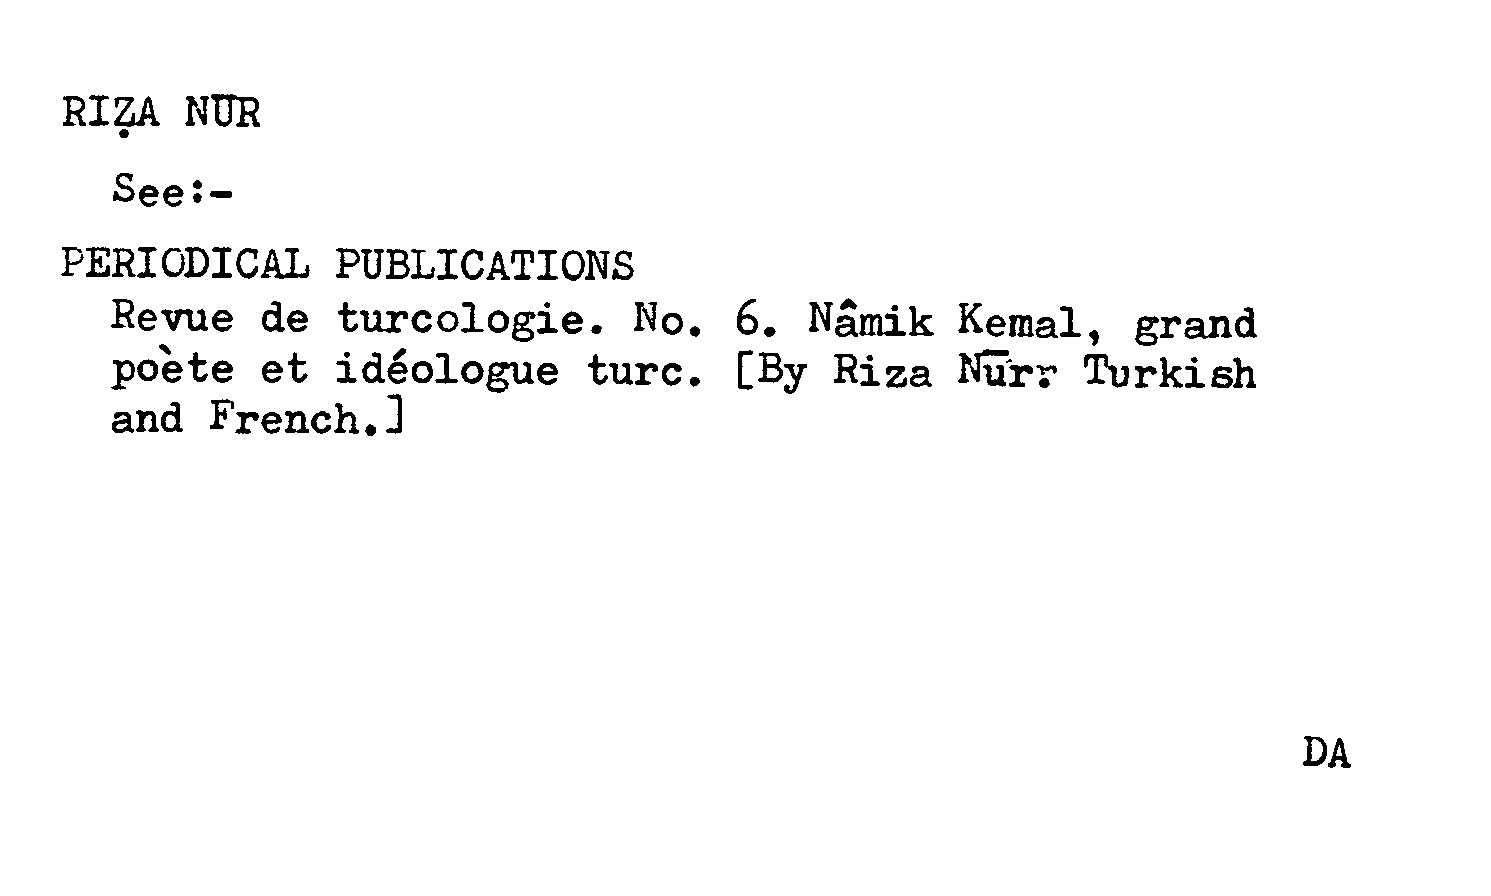 RIẒA NŪR
See:-
PERIODICAL PUBLICATIONS
Revue de turcologie. No. 6. Nâmik Kemal, grand
poète et idéologue turc. [By Riza Nūr. Turkish
and French.]
DA